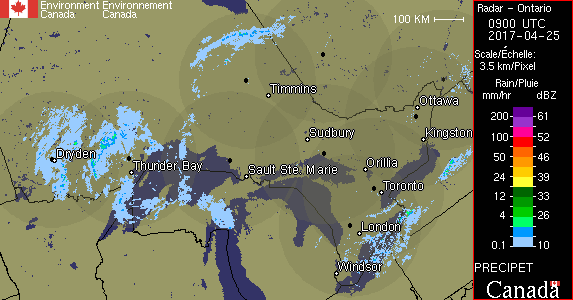 Environment Environnement
Canada Canada
100 KM
Timmins
Ottawa
Sudbury
Kingston
Dryden
Thunder Bay
Sault Ste. Marie
Orillia
Toronto
London
Windsor
Radar - Ontario
0900 UTC
2017-04-25
Scale/Échelle:
3.5 km/Pixel
Rain/Pluie
mm/hr dBZ
200 61
100 52
50 46
24 39
12 33
4 26
0.1 10
PRECIPET
Canada